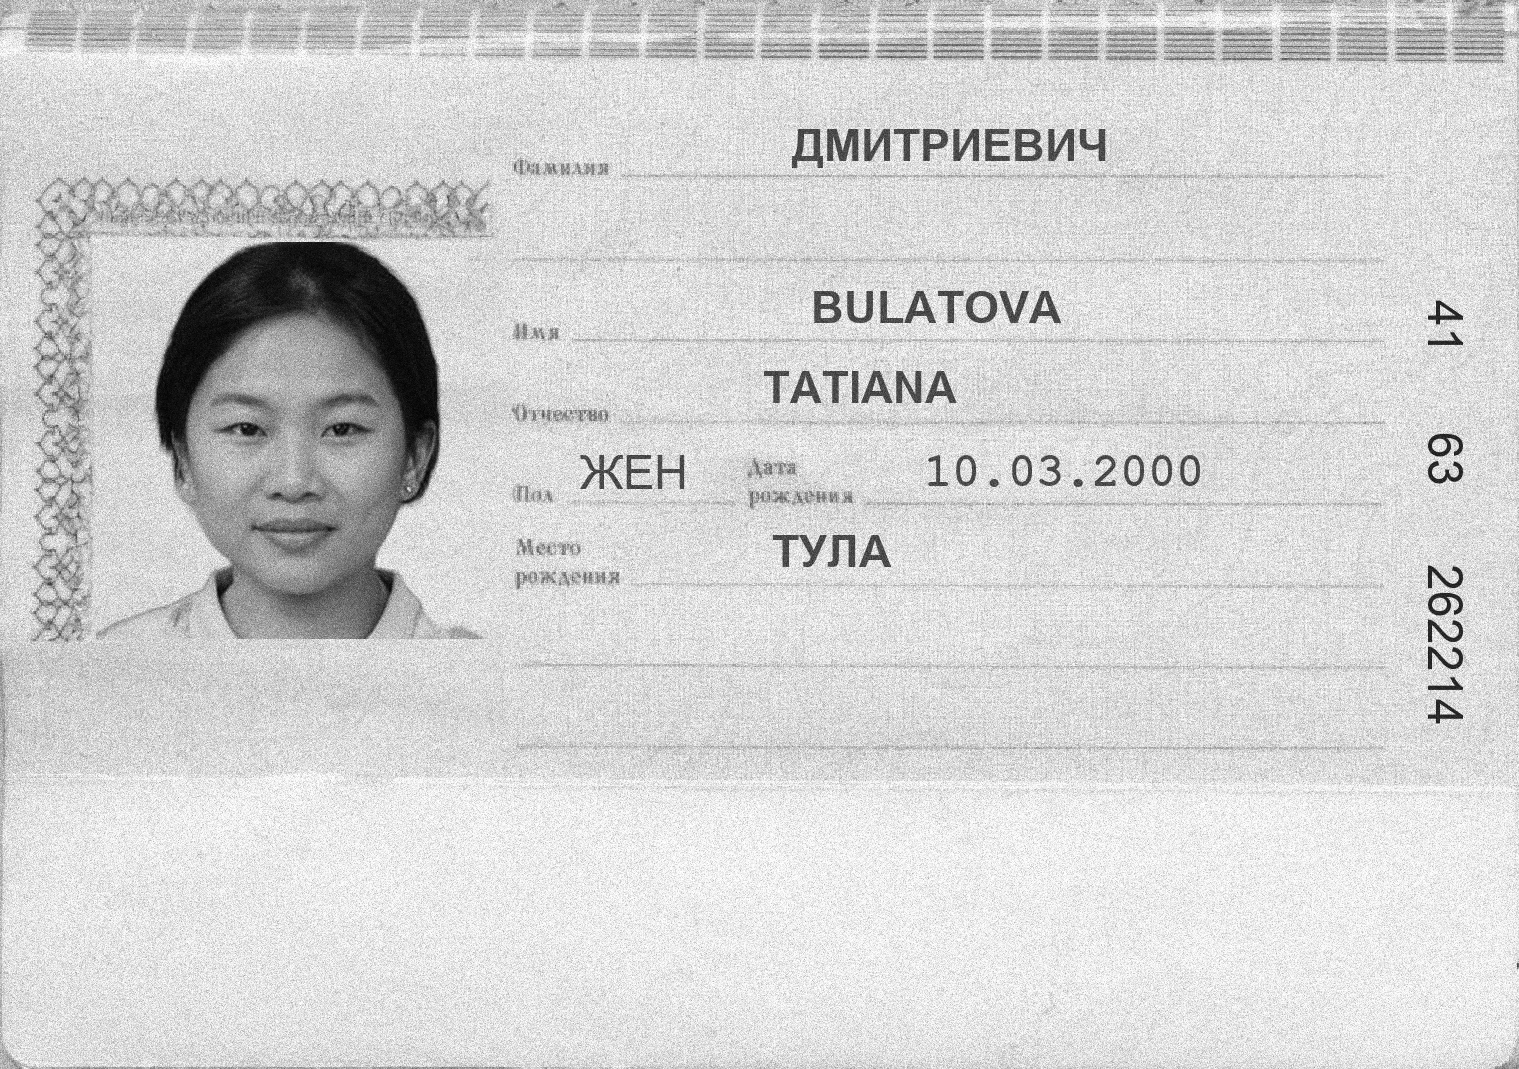 Фамилия ДМИТРИЕВИЧ
Имя BULATOVA
Отчество TATIANA
Пол ЖЕН Дата рождения 10.03.2000
Место рождения ТУЛА
41 63 262214